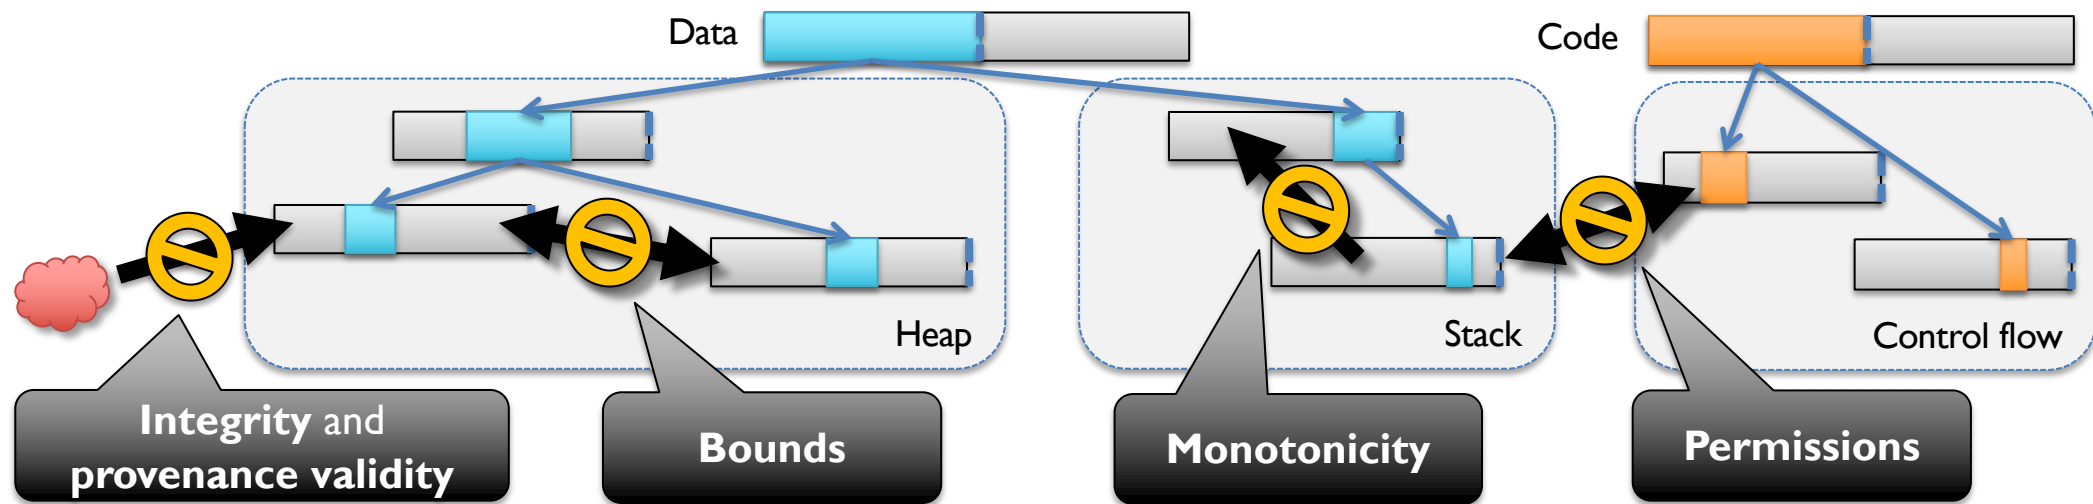 Data
Code
Heap
Stack
Control flow
Integrity and
provenance validity
Bounds
Monotonicity
Permissions